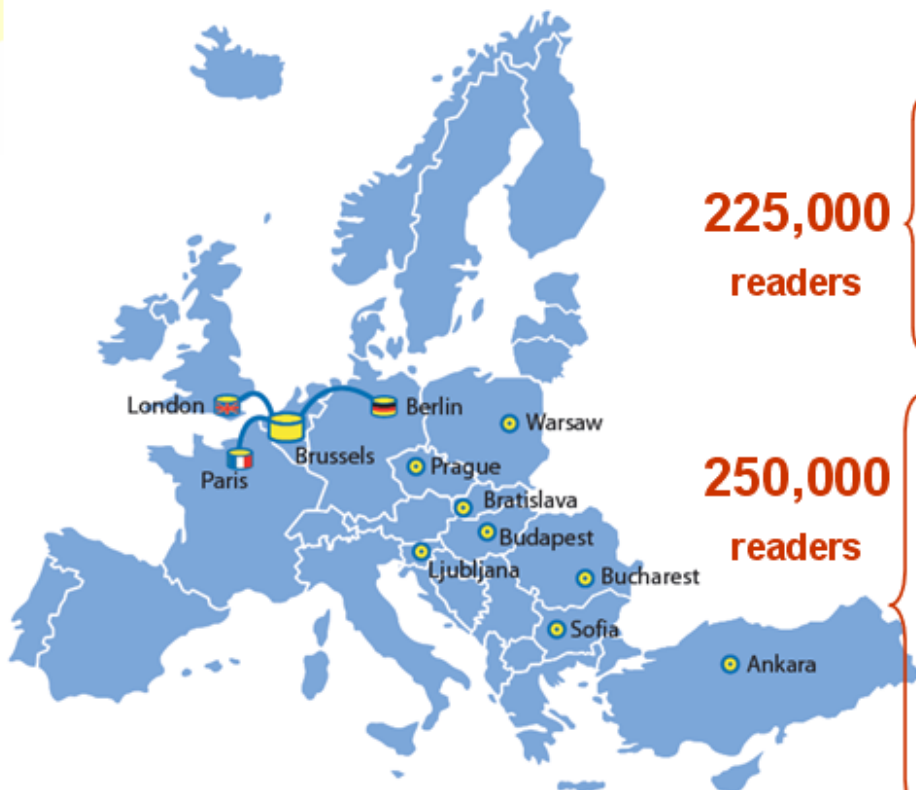 225,000
readers
London
Berlin
Brussels
Paris
Warsaw
Prague
Bratislava
Budapest
Ljubljana
Bucharest
Sofia
Ankara
250,000
readers